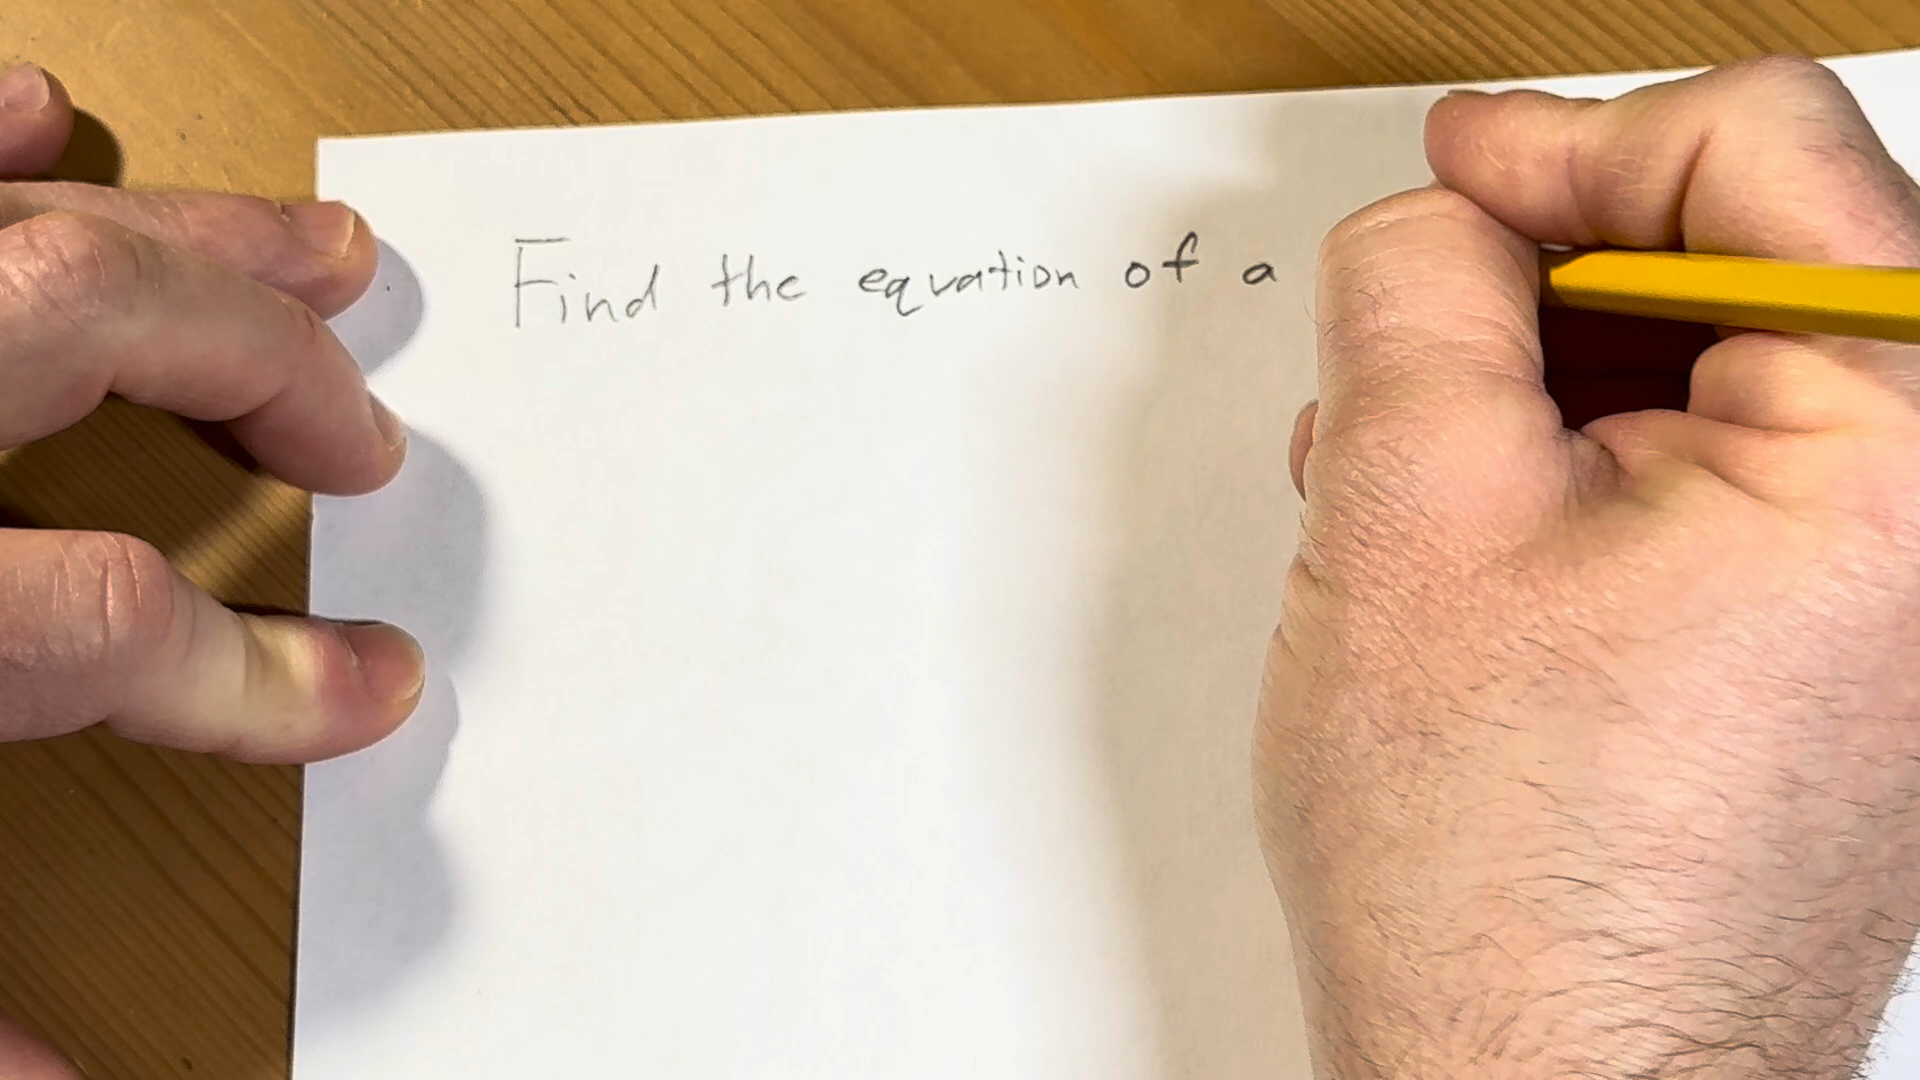 Find the equation of a